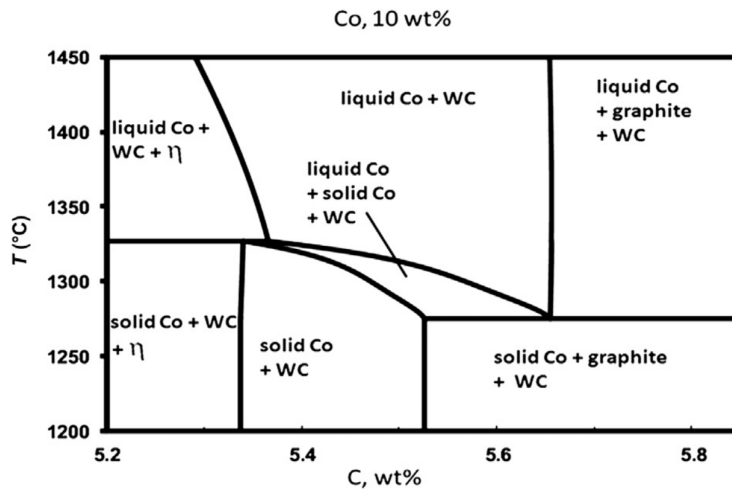 Co, 10 wt%
1450
1400
1350
1300
1250
1200
T (°C)
liquid Co +
WC + η
liquid Co + WC
liquid Co
+ graphite
+ WC
liquid Co
+ solid Co
+ WC
solid Co + WC
+ η
solid Co
+ WC
solid Co + graphite
+ WC
5.2
5.4
5.6
5.8
C, wt%